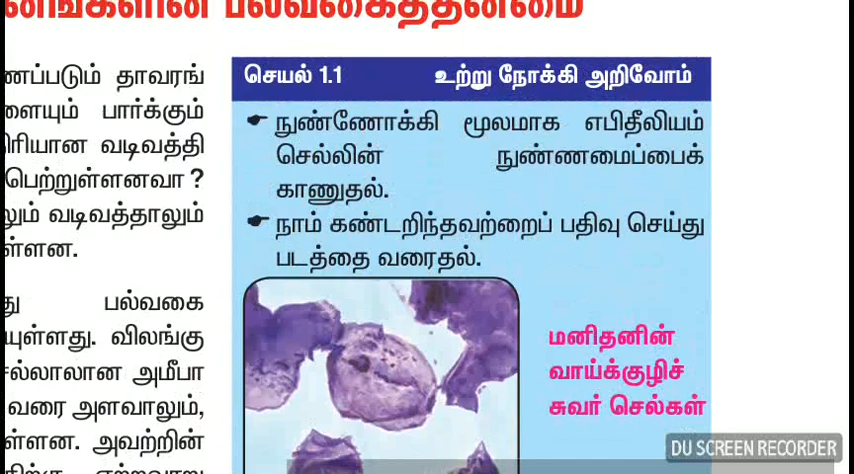 செயல் 1.1 உற்று நோக்கி அறிவோம்
நுண்ணோக்கி மூலமாக எபிதீலியம்
செல்லின் நுண்ணமைப்பைக்
காணுதல்.
நாம் கண்டறிந்தவற்றைப் பதிவு செய்து
படத்தை வரைதல்.
மனிதனின்
வாய்க்குழிச்
சுவர் செல்கள்
ணப்படும் தாவரங்
ளையும் பார்க்கும்
ரியான வடிவத்தி
பெற்றுள்ளனவா ?
லும் வடிவத்தாலும்
ள்ளன.
து பல்வகை
யுள்ளது. விலங்கு
சல்லாலான அமீபா
வரை அளவாலும்,
ள்ளன. அவற்றின்
DU SCREEN RECORDER